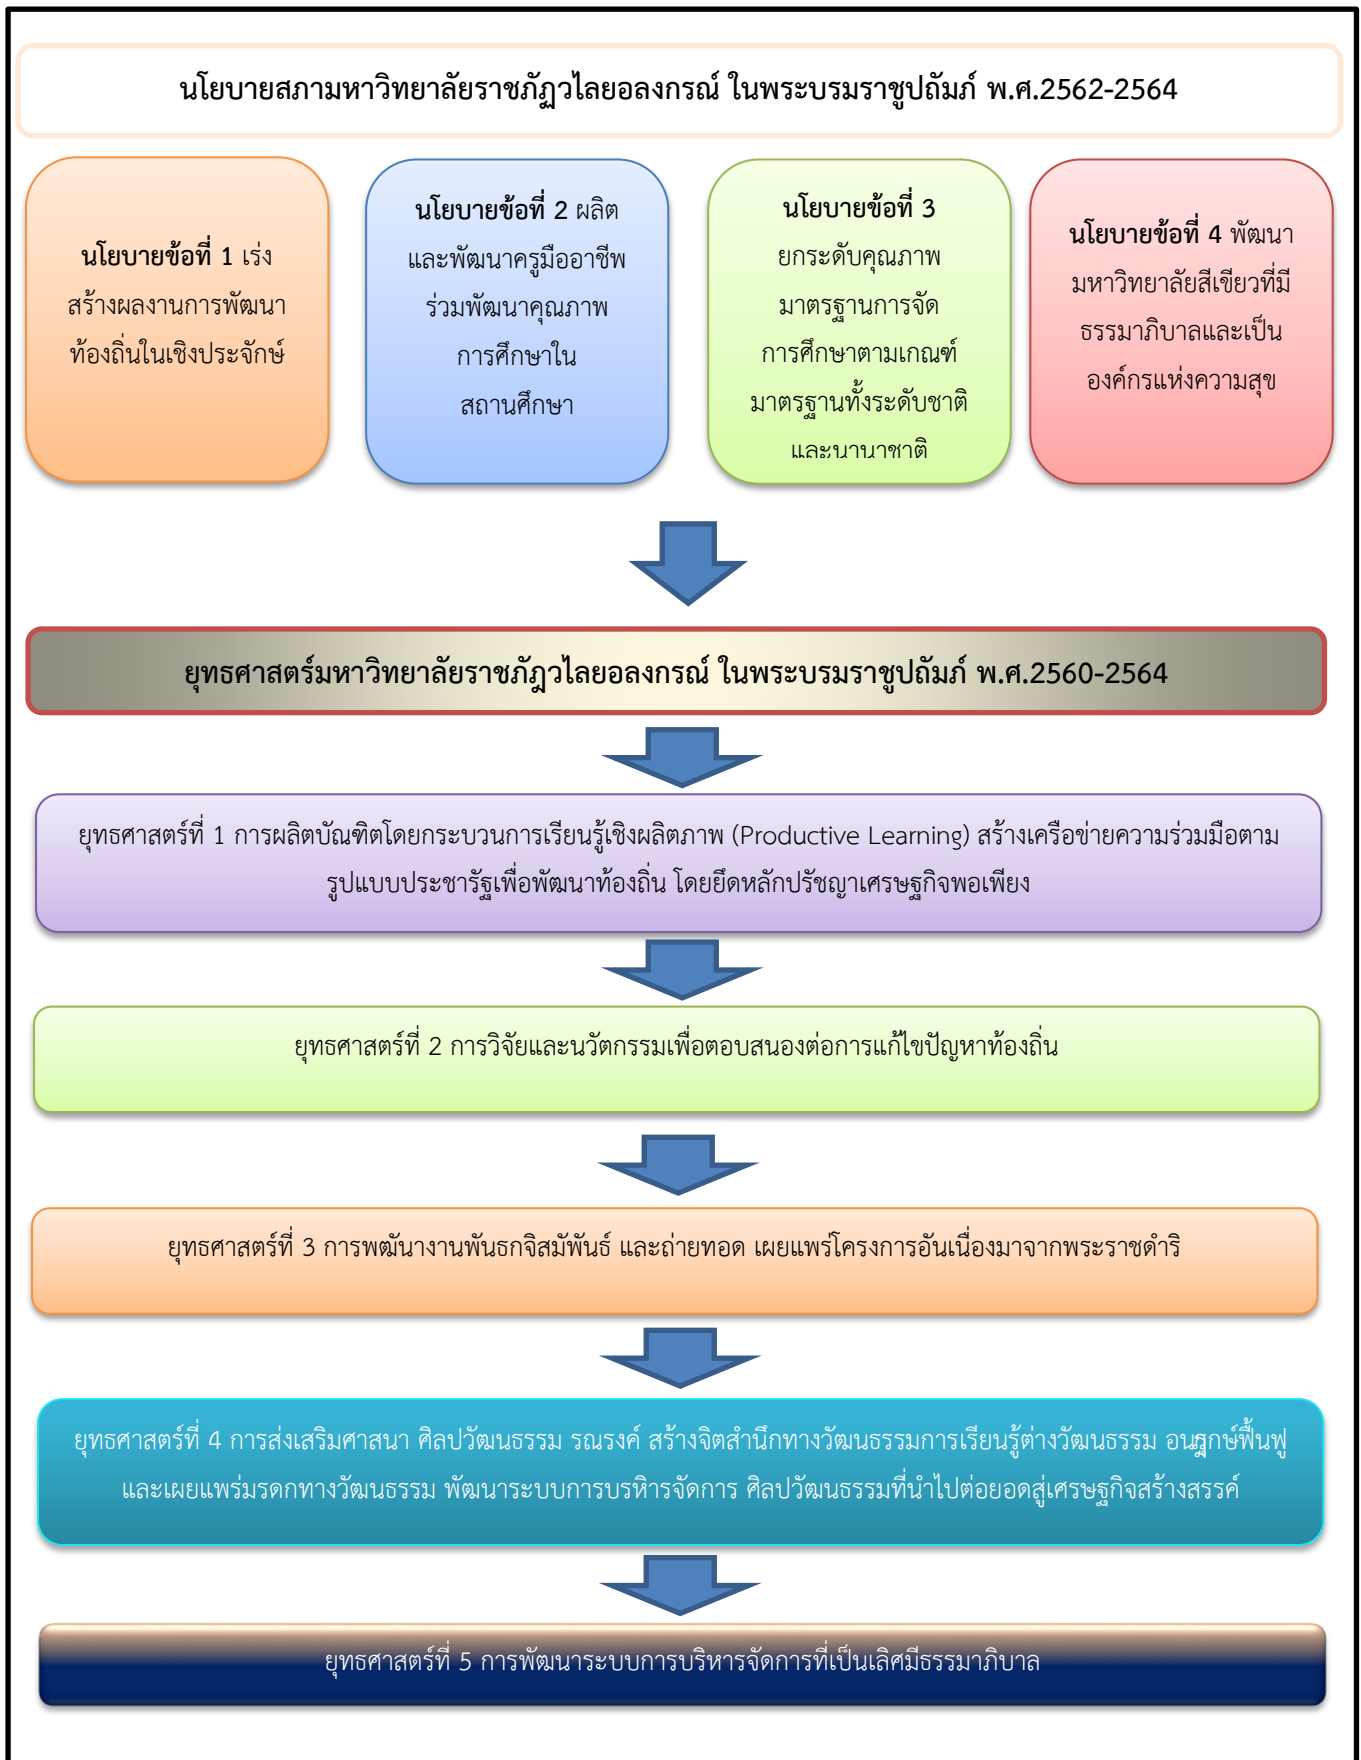 นโยบายสภามหาวิทยาลัยราชภัฏวไลยอลงกรณ์ ในพระบรมราชูปถัมภ์ พ.ศ.2562-2564
นโยบายข้อที่ 1 เร่ง
สร้างผลงานการพัฒนา
ท้องถิ่นในเชิงประจักษ์
นโยบายข้อที่ 2 ผลิต
และพัฒนาครูมืออาชีพ
ร่วมพัฒนาคุณภาพ
การศึกษาใน
สถานศึกษา
นโยบายข้อที่ 3
ยกระดับคุณภาพ
มาตรฐานการจัด
การศึกษาตามเกณฑ์
มาตรฐานทั้งระดับชาติ
และนานาชาติ
นโยบายข้อที่ 4 พัฒนา
มหาวิทยาลัยสีเขียวที่มี
ธรรมาภิบาลและเป็น
องค์กรแห่งความสุข
ยุทธศาสตร์มหาวิทยาลัยราชภัฎวไลยอลงกรณ์ ในพระบรมราชูปถัมภ์ พ.ศ.2560-2564
ยุทธศาสตร์ที่ 1 การผลิตบัณฑิตโดยกระบวนการเรียนรู้เชิงผลิตภาพ (Productive Learning) สร้างเครือข่ายความร่วมมือตาม
รูปแบบประชารัฐเพื่อพัฒนาท้องถิ่น โดยยึดหลักปรัชญาเศรษฐกิจพอเพียง
ยุทธศาสตร์ที่ 2 การวิจัยและนวัตกรรมเพื่อตอบสนองต่อการแก้ไขปัญหาท้องถิ่น
ยุทธศาสตร์ที่ 3 การพฒันางานพันธกจิสมัพันธ์ และถ่ายทอด เผยแพร่โครงการอันเนื่องมาจากพระราชดำริ
ยุทธศาสตร์ที่ 4 การส่งเสริมศาสนา ศิลปวัฒนธรรม รณรงค์ สร้างจิตสำนึกทางวัฒนธรรมการเรียนรู้ต่างวัฒนธรรม อนุรักษ์ฟื้นฟู
และเผยแพร่มรดกทางวัฒนธรรม พัฒนาระบบการบริหารจัดการ ศิลปวัฒนธรรมที่นำไปต่อยอดสู่เศรษฐกิจสร้างสรรค์
ยุทธศาสตร์ที่ 5 การพัฒนาระบบการบริหารจัดการที่เป็นเลิศมีธรรมาภิบาล